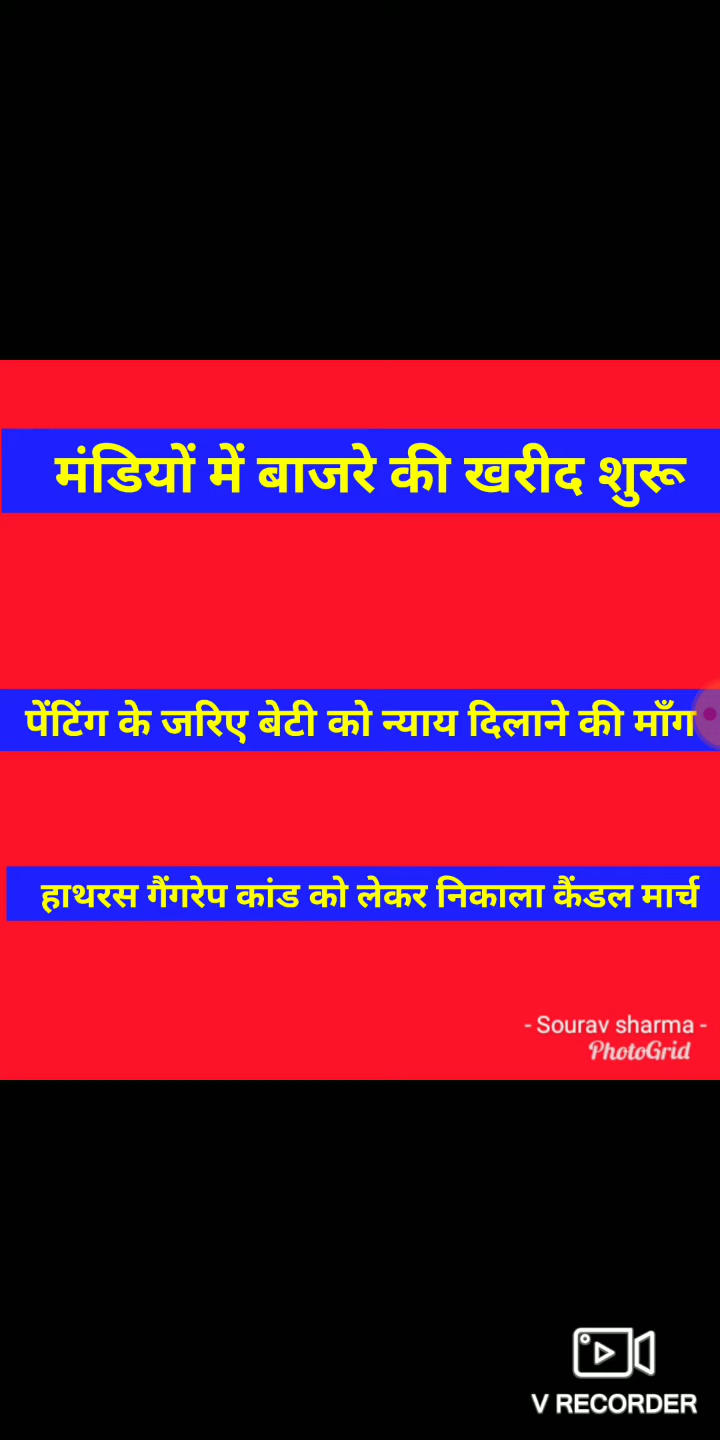 मंडियों में बाजरे की खरीद शुरू
पेंटिंग के जरिए बेटी को न्याय दिलाने की माँग
हाथरस गैंगरेप कांड को लेकर निकाला कैंडल मार्च
- Sourav sharma -
PhotoGrid
V RECORDER